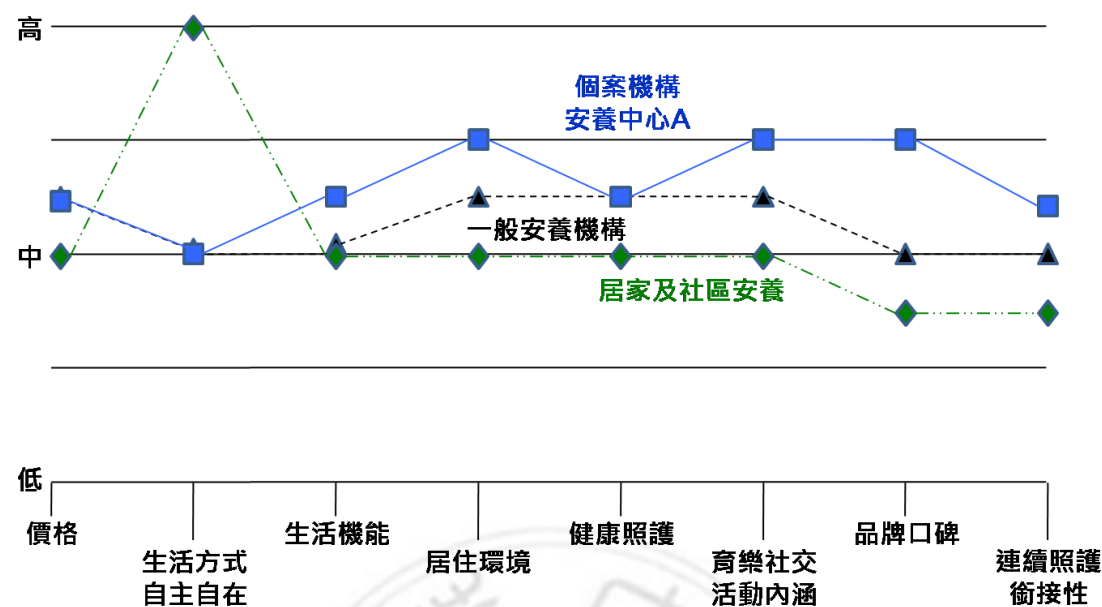 高
個案機構
安養中心A
一般安養機構
中
居家及社區安養
低
價格
生活方式
自主自在
生活機能
居住環境
健康照護
育樂社交
活動內涵
品牌口碑
連續照護
銜接性